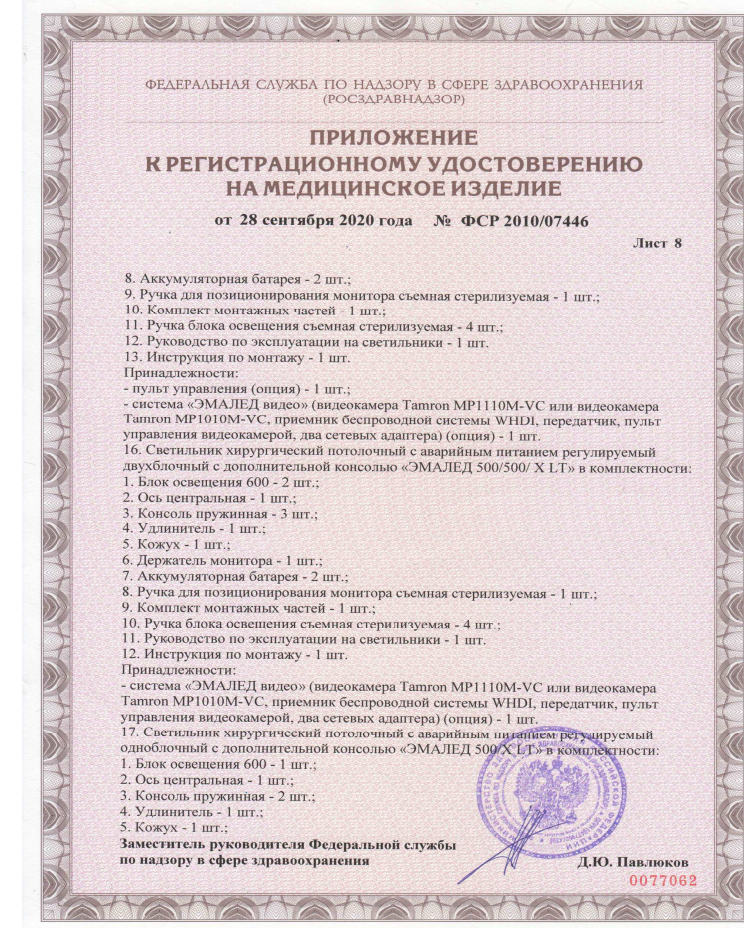 ФЕДЕРАЛЬНАЯ СЛУЖБА ПО НАДЗОРУ В СФЕРЕ ЗДРАВООХРАНЕНИЯ
(РОСЗДРАВНАДЗОР)
ПРИЛОЖЕНИЕ
К РЕГИСТРАЦИОННОМУ УДОСТОВЕРЕНИЮ
НА МЕДИЦИНСКОЕ ИЗДЕЛИЕ
от 28 сентября 2020 года № ФСР 2010/07446
Лист 8
8. Аккумуляторная батарея - 2 шт.;
9. Ручка для позиционирования монитора съемная стерилизуемая - 1 шт.;
10. Комплект монтажных частей - 1 шт.;
11. Ручка блока освещения съемная стерилизуемая - 4 шт.;
12. Руководство по эксплуатации на светильники - 1 шт.
13. Инструкция по монтажу - 1 шт.
Принадлежности:
- пульт управления (опция) - 1 шт.;
- система «ЭМАЛЕД видео» (видеокамера Tamron MP1110M-VC или видеокамера
Tamron MP1010M-VC, приемник беспроводной системы WHDI, передатчик, пульт
управления видеокамерой, два сетевых адаптера) (опция) - 1 шт.
16. Светильник хирургический потолочный с аварийным питанием регулируемый
двухблочный с дополнительной консолью «ЭМАЛЕД 500/500/ X LT» в комплектности:
1. Блок освещения 600 - 2 шт.;
2. Ось центральная - 1 шт.;
3. Консоль пружинная - 3 шт.;
4. Удлинитель - 1 шт.;
5. Кожух - 1 шт.;
6. Держатель монитора - 1 шт.;
7. Аккумуляторная батарея - 2 шт.;
8. Ручка для позиционирования монитора съемная стерилизуемая - 1 шт.;
9. Комплект монтажных частей - 1 шт.;
10. Ручка блока освещения съемная стерилизуемая - 4 шт.;
11. Руководство по эксплуатации на светильники - 1 шт.
12. Инструкция по монтажу - 1 шт.
Принадлежности:
- система «ЭМАЛЕД видео» (видеокамера Tamron MP1110M-VC или видеокамера
Tamron MP1010M-VC, приемник беспроводной системы WHDI, передатчик, пульт
управления видеокамерой, два сетевых адаптера) (опция) - 1 шт.
17. Светильник хирургический потолочный с аварийным питанием регулируемый
одноблочный с дополнительной консолью «ЭМАЛЕД 500/X LT» в комплектности:
1. Блок освещения 600 - 1 шт.;
2. Ось центральная - 1 шт.;
3. Консоль пружинная - 2 шт.;
4. Удлинитель - 1 шт.;
5. Кожух - 1 шт.;
Заместитель руководителя Федеральной службы
по надзору в сфере здравоохранения
Д.Ю. Павлюков
0077062